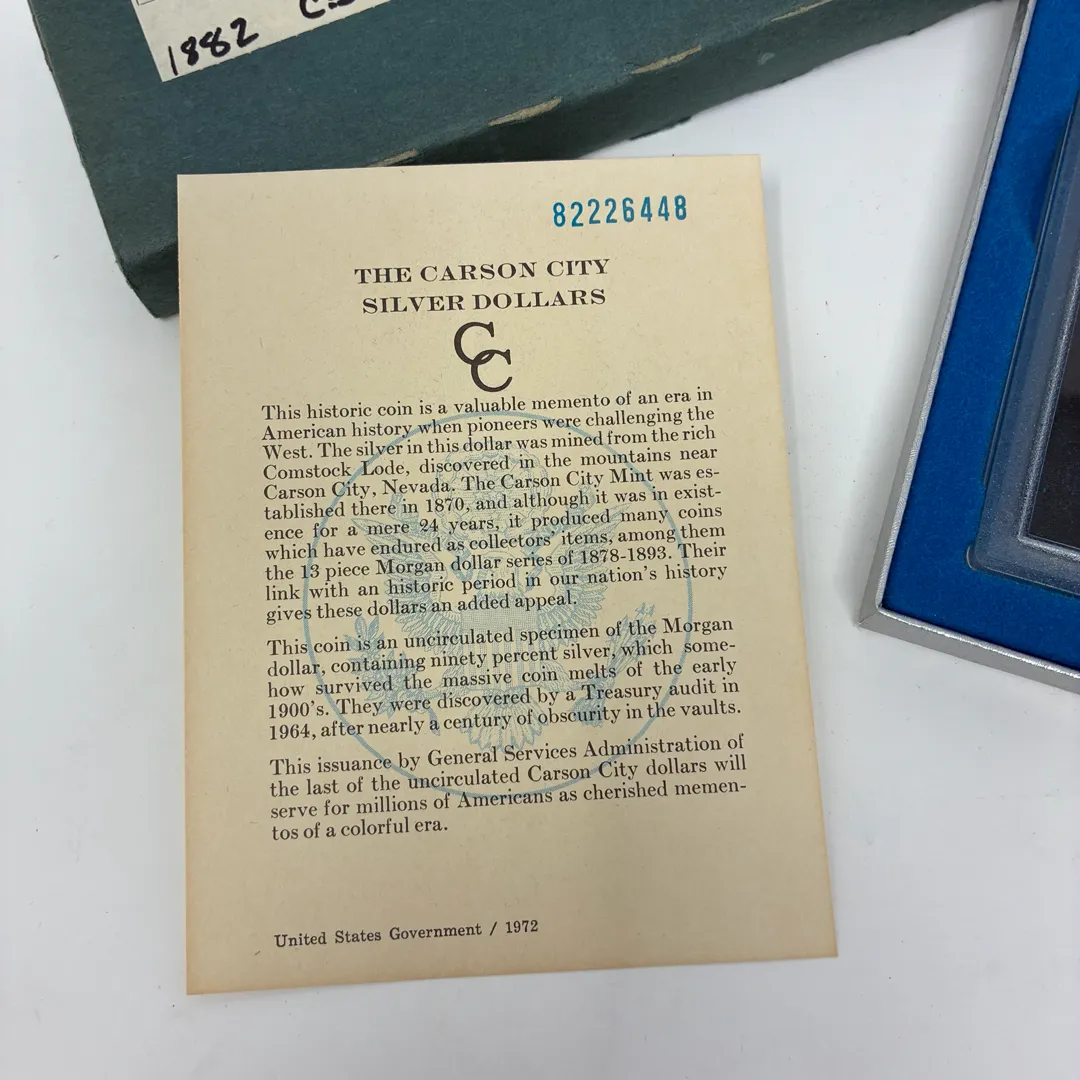 1882
82226448
THE CARSON CITY
SILVER DOLLARS
CC
This historic coin is a valuable memento of an era in
American history when pioneers were challenging the
West. The silver in this dollar was mined from the rich
Comstock Lode, discovered in the mountains near
Carson City, Nevada. The Carson City Mint was es-
tablished there in 1870, and although it was in exist-
ence for a mere 24 years, it produced many coins
which have endured as collectors' items, among them
the 13 piece Morgan dollar series of 1878-1893. Their
link with an historic period in our nation's history
gives these dollars an added appeal.
This coin is an uncirculated specimen of the Morgan
dollar, containing ninety percent silver, which some-
how survived the massive coin melts of the early
1900's. They were discovered by a Treasury audit in
1964, after nearly a century of obscurity in the vaults.
This issuance by General Services Administration of
the last of the uncirculated Carson City dollars will
serve for millions of Americans as cherished memen-
tos of a colorful era.
United States Government / 1972